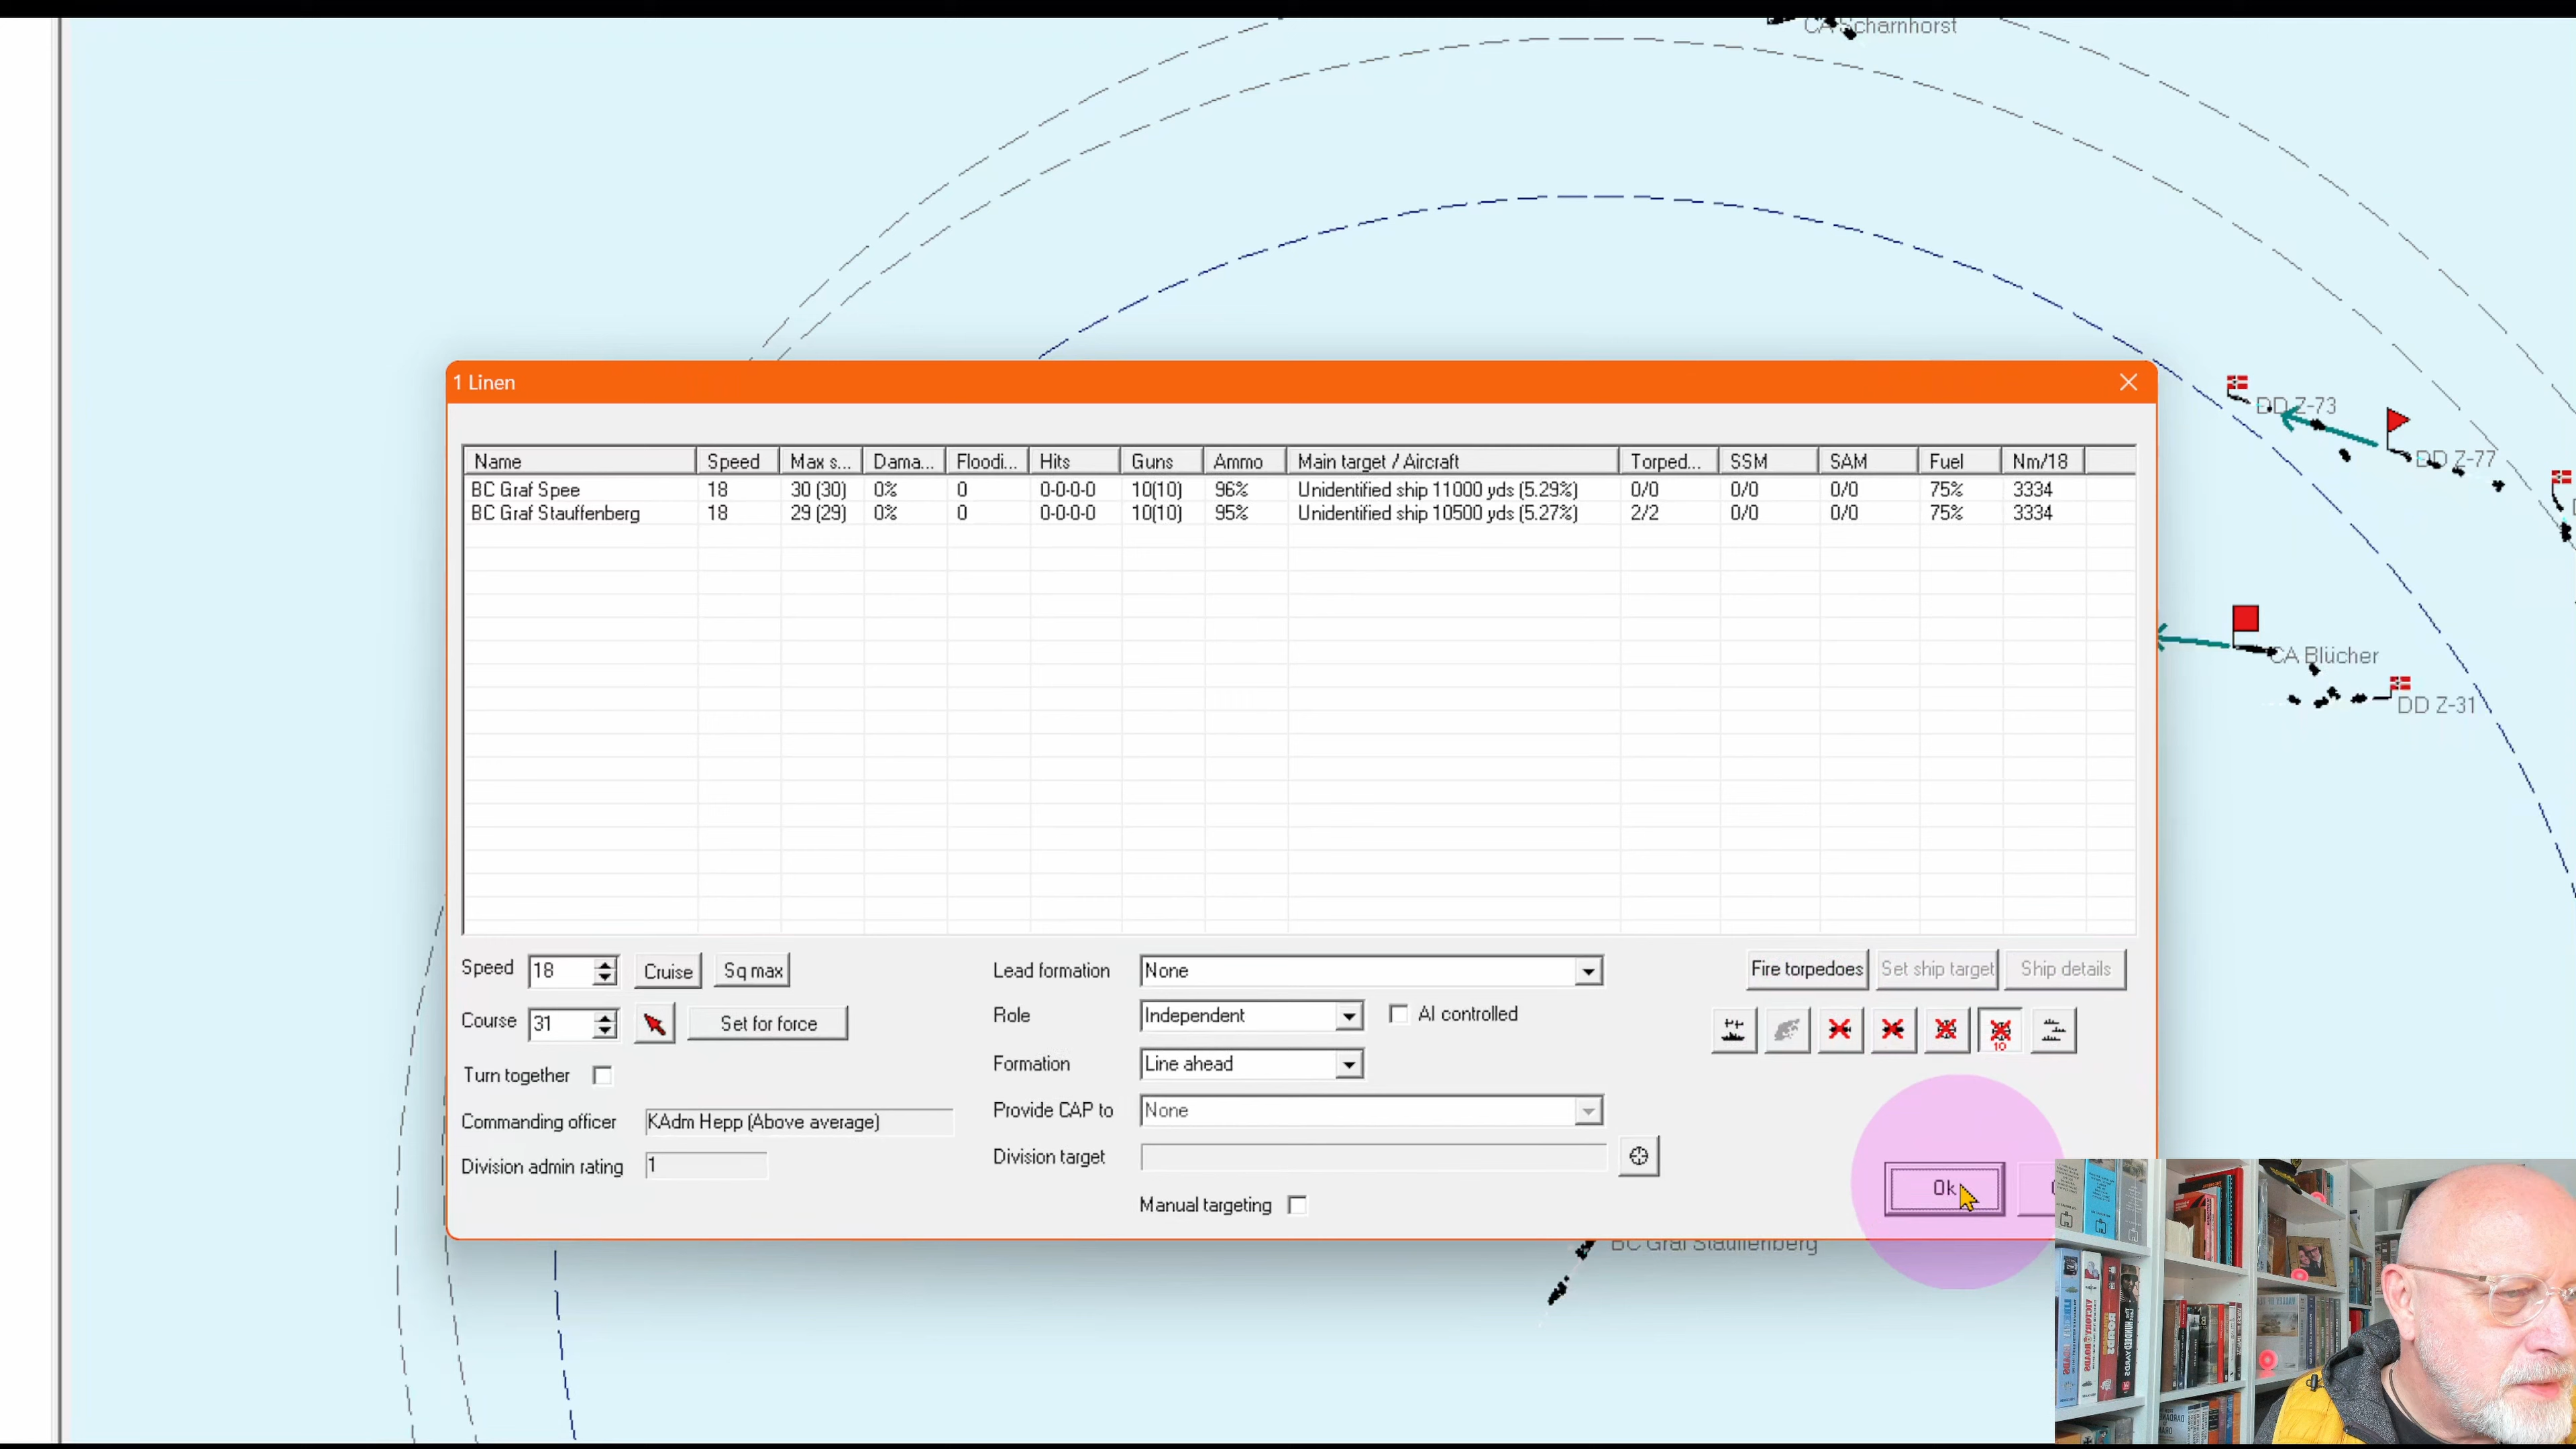 CA Scharnhorst
1 Linen
DD Z-73
DD Z-77
Name Speed Max s... Dama... Floodi... Hits Guns Ammo Main target / Aircraft Torped... SSM SAM Fuel Nm/18
BC Graf Spee 18 30 (30) 0% 0 0-0-0-0 10(10) 96% Unidentified ship 11000 yds (5.29%) 0/0 0/0 0/0 75% 3334
BC Graf Stauffenberg 18 29 (29) 0% 0 0-0-0-0 10(10) 95% Unidentified ship 10500 yds (5.27%) 2/2 0/0 0/0 75% 3334
CA Blücher
DD Z-31
Speed 18 Cruise Sq max Lead formation None Fire torpedoes Set ship target Ship details
Course 31 Set for force Role Independent AI controlled
10
Turn together Formation Line ahead
Commanding officer KAdm Hepp (Above average) Provide CAP to None
Division admin rating 1 Division target
Manual targeting Ok
BC Graf Stauffenberg